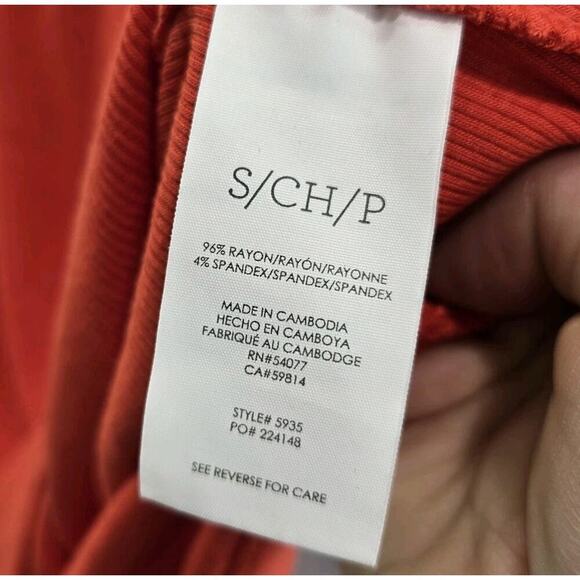 S/CH/P
96% RAYON/RAYÓN/RAYONNE
4% SPANDEX/SPANDEX/SPANDEX
MADE IN CAMBODIA
HECHO EN CAMBOYA
FABRIQUÉ AU CAMBODGE
RN#54077
CA#59814
STYLE# 5935
PO# 224148
SEE REVERSE FOR CARE